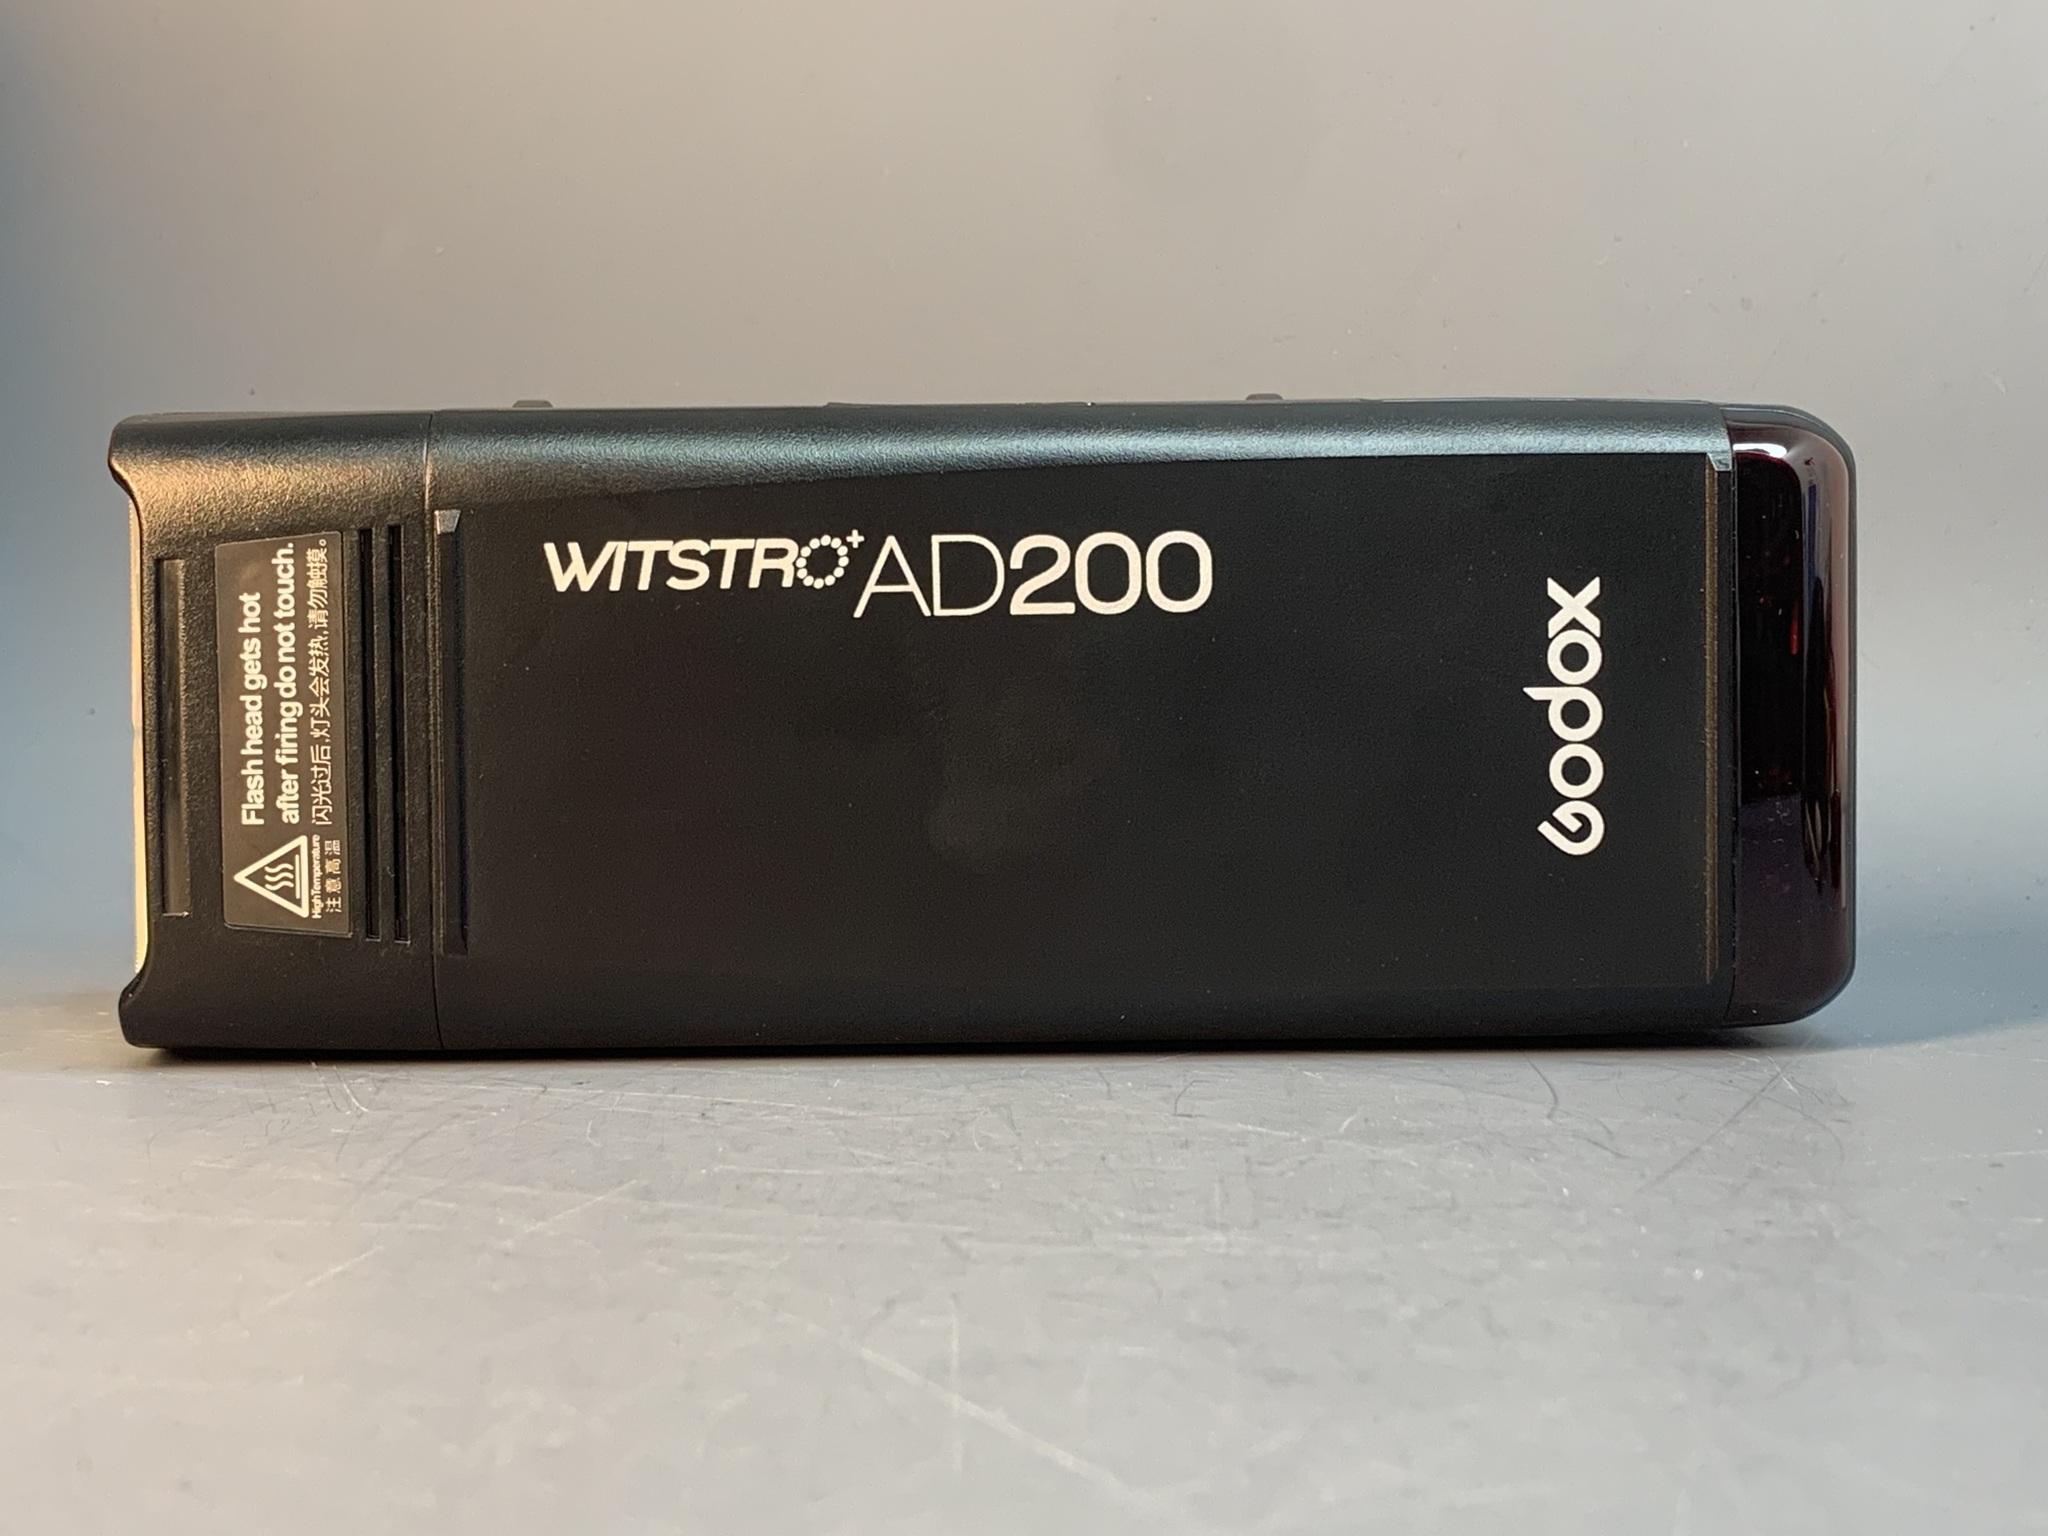 Flash head gets hot
after firing do not touch.
闪光过后,灯头会发热,请勿触摸。
High Temperature
注意高温
WITSTRO+ AD200
Godox